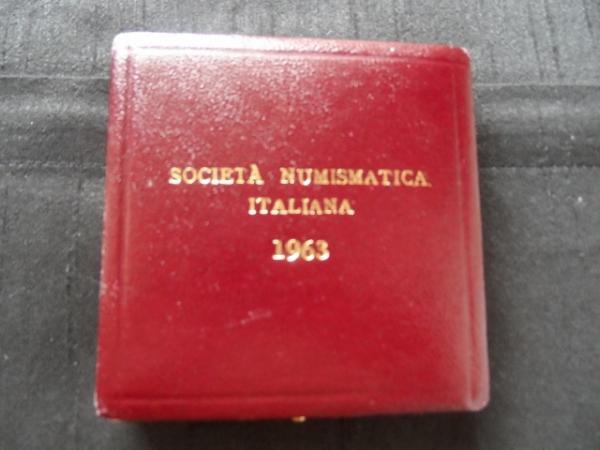 SOCIETÀ NUMISMATICA
ITALIANA
1963